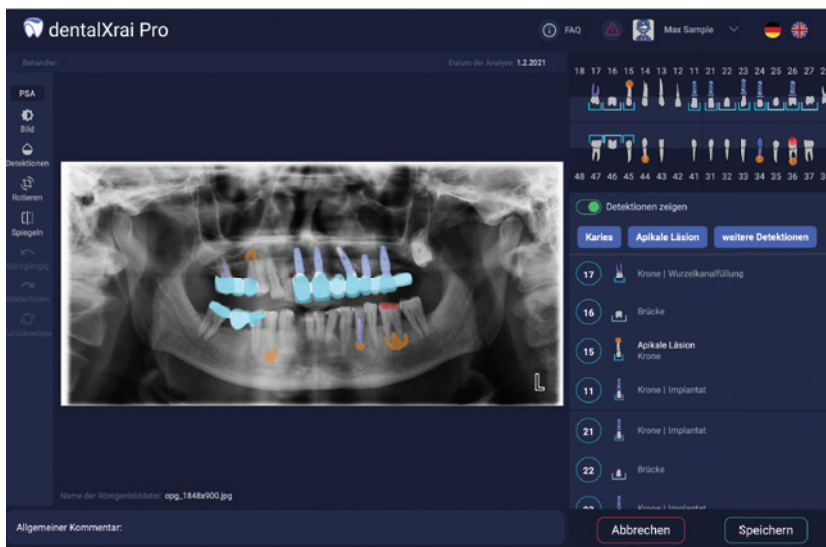 dentalXrai Pro
FAQ
Max Sample
Behandler:
Datum der Analyse: 1.2.2021
PSA
Bild
Detektionen
Rotieren
Spiegeln
Rückgängig
Wiederholen
Zurücksetzen
L
Name der Röntgenbilddatei: opg_1848x900.jpg
Allgemeiner Kommentar:
18 17 16 15 14 13 12 11 21 22 23 24 25 26 27
48 47 46 45 44 43 42 41 31 32 33 34 35 36 37
Detektionen zeigen
Karies Apikale Läsion weitere Detektionen
17 Krone | Wurzelkanalfüllung
16 Brücke
15 Apikale Läsion
Krone
11 Krone | Implantat
21 Krone | Implantat
22 Brücke
Krone | Implantat
Abbrechen Speichern